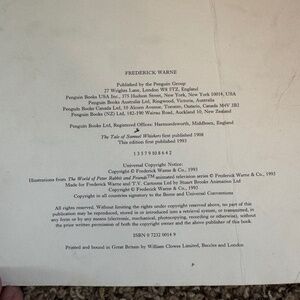 FREDERICK WARNE
Published by the Penguin Group
27 Wrights Lane, London W8 5TZ, England
Penguin Books USA Inc., 375 Hudson Street, New York, New York 10014, USA
Penguin Books Australia Ltd, Ringwood, Victoria, Australia
Penguin Books Canada Ltd, 10 Alcorn Avenue, Toronto, Ontario, Canada M4V 3B2
Penguin Books (NZ) Ltd, 182-190 Wairau Road, Auckland 10, New Zealand
Penguin Books Ltd, Registered Offices: Harmondsworth, Middlesex, England
The Tale of Samuel Whiskers first published 1908
This edition first published 1993
1 3 5 7 9 10 8 6 4 2
Universal Copyright Notice:
Copyright © Frederick Warne & Co., 1993
Illustrations from The World of Peter Rabbit and Friends™ animated television series © Frederick Warne & Co., 1993
Made for Frederick Warne and T.V. Cartoons Ltd by Stuart Brooks Animation Ltd
Copyright © Frederick Warne & Co., 1993
Copyright in all countries signatory to the Berne and Universal Conventions
All rights reserved. Without limiting the rights under copyright reserved above, no part of this
publication may be reproduced, stored in or introduced into a retrieval system, or transmitted, in
any form or by any means (electronic, mechanical, photocopying, recording or otherwise), without
prior written permission of both the copyright owner and the above publisher of this book.
ISBN 0 7232 0014 9
Printed and bound in Great Britain by William Clowes Limited, Beccles and London